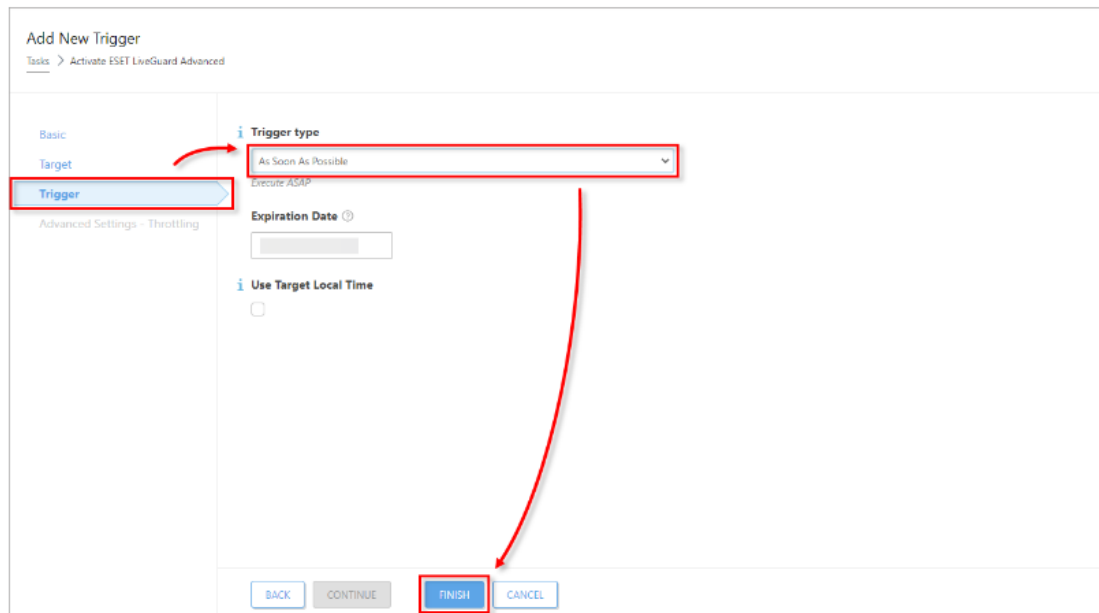 Add New Trigger
Tasks > Activate ESET LiveGuard Advanced
Basic
Target
Trigger
Advanced Settings - Throttling
Trigger type
As Soon As Possible
Execute ASAP
Expiration Date
Use Target Local Time
BACK
CONTINUE
FINISH
CANCEL